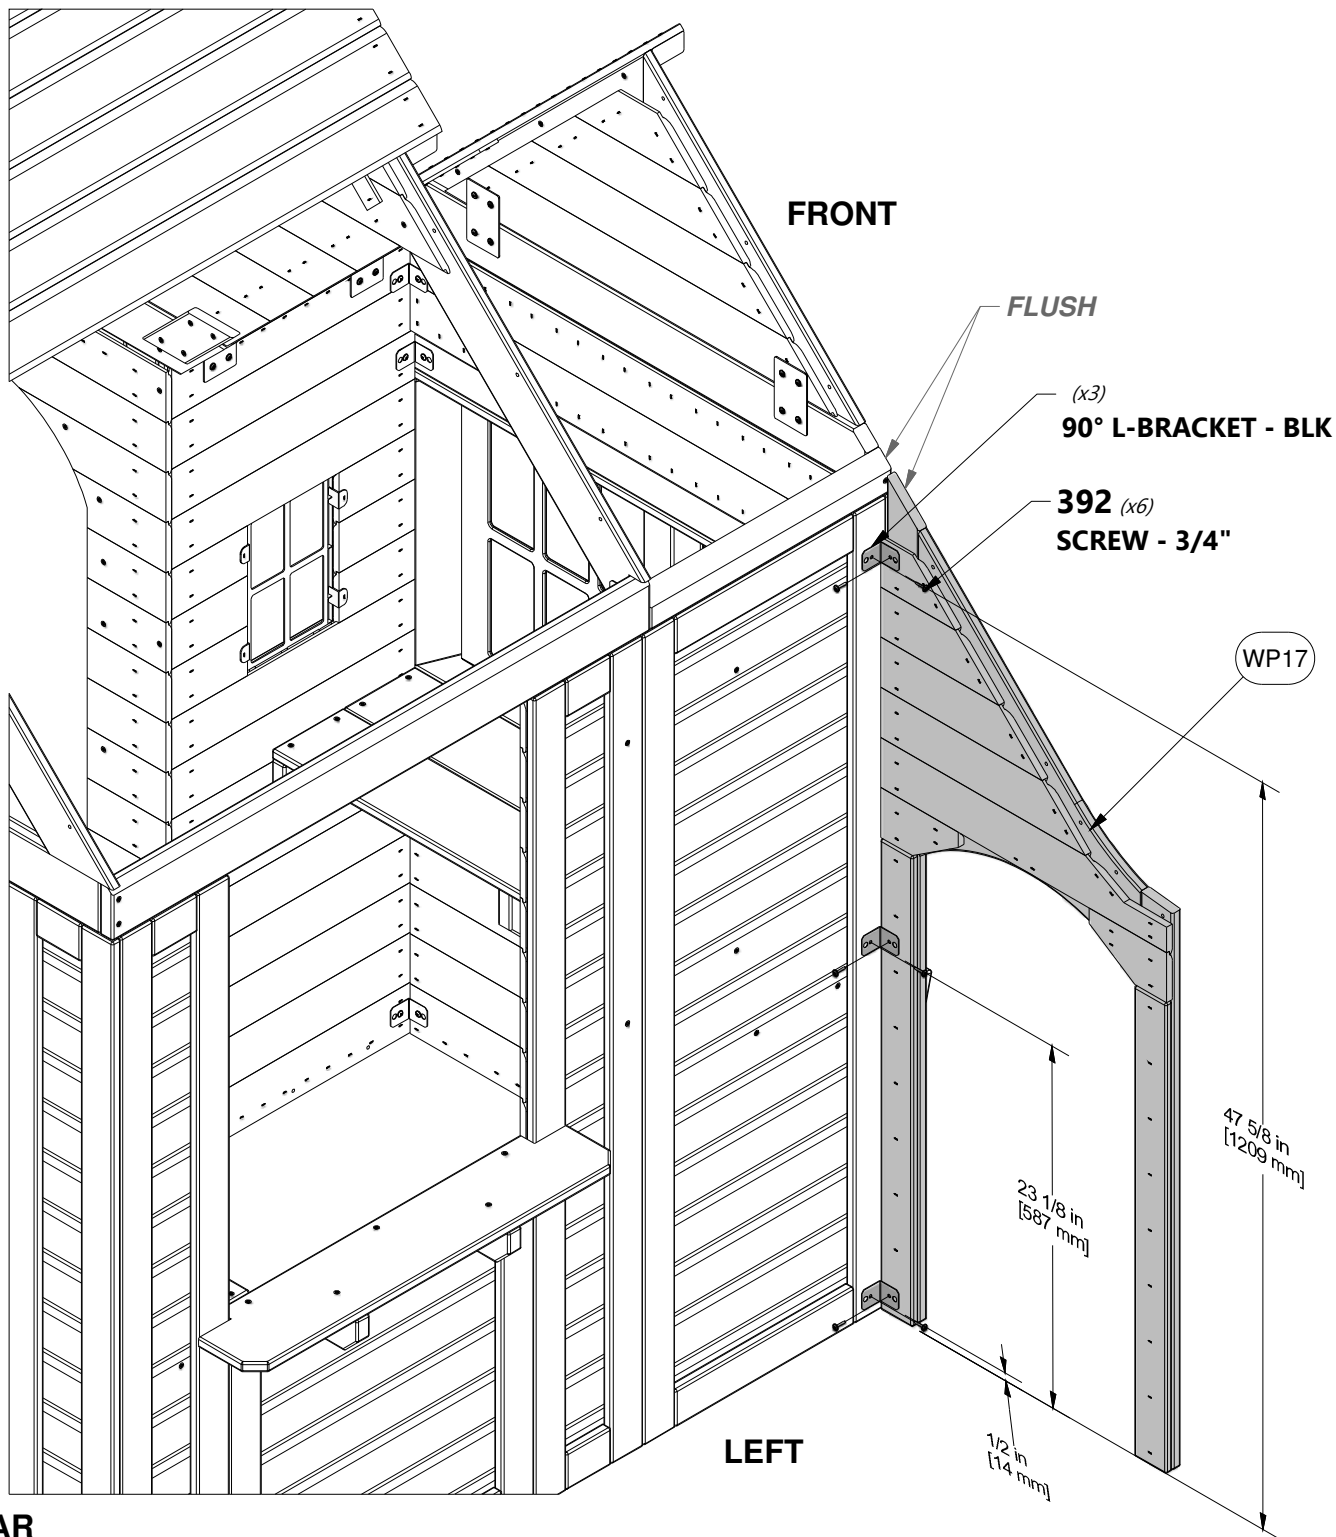 FRONT
FLUSH
(x3)
90° L-BRACKET - BLK
392 (x6)
SCREW - 3/4"
WP17
47 5/8 in
[1209 mm]
23 1/8 in
[587 mm]
1/2 in
[14 mm]
LEFT
AR